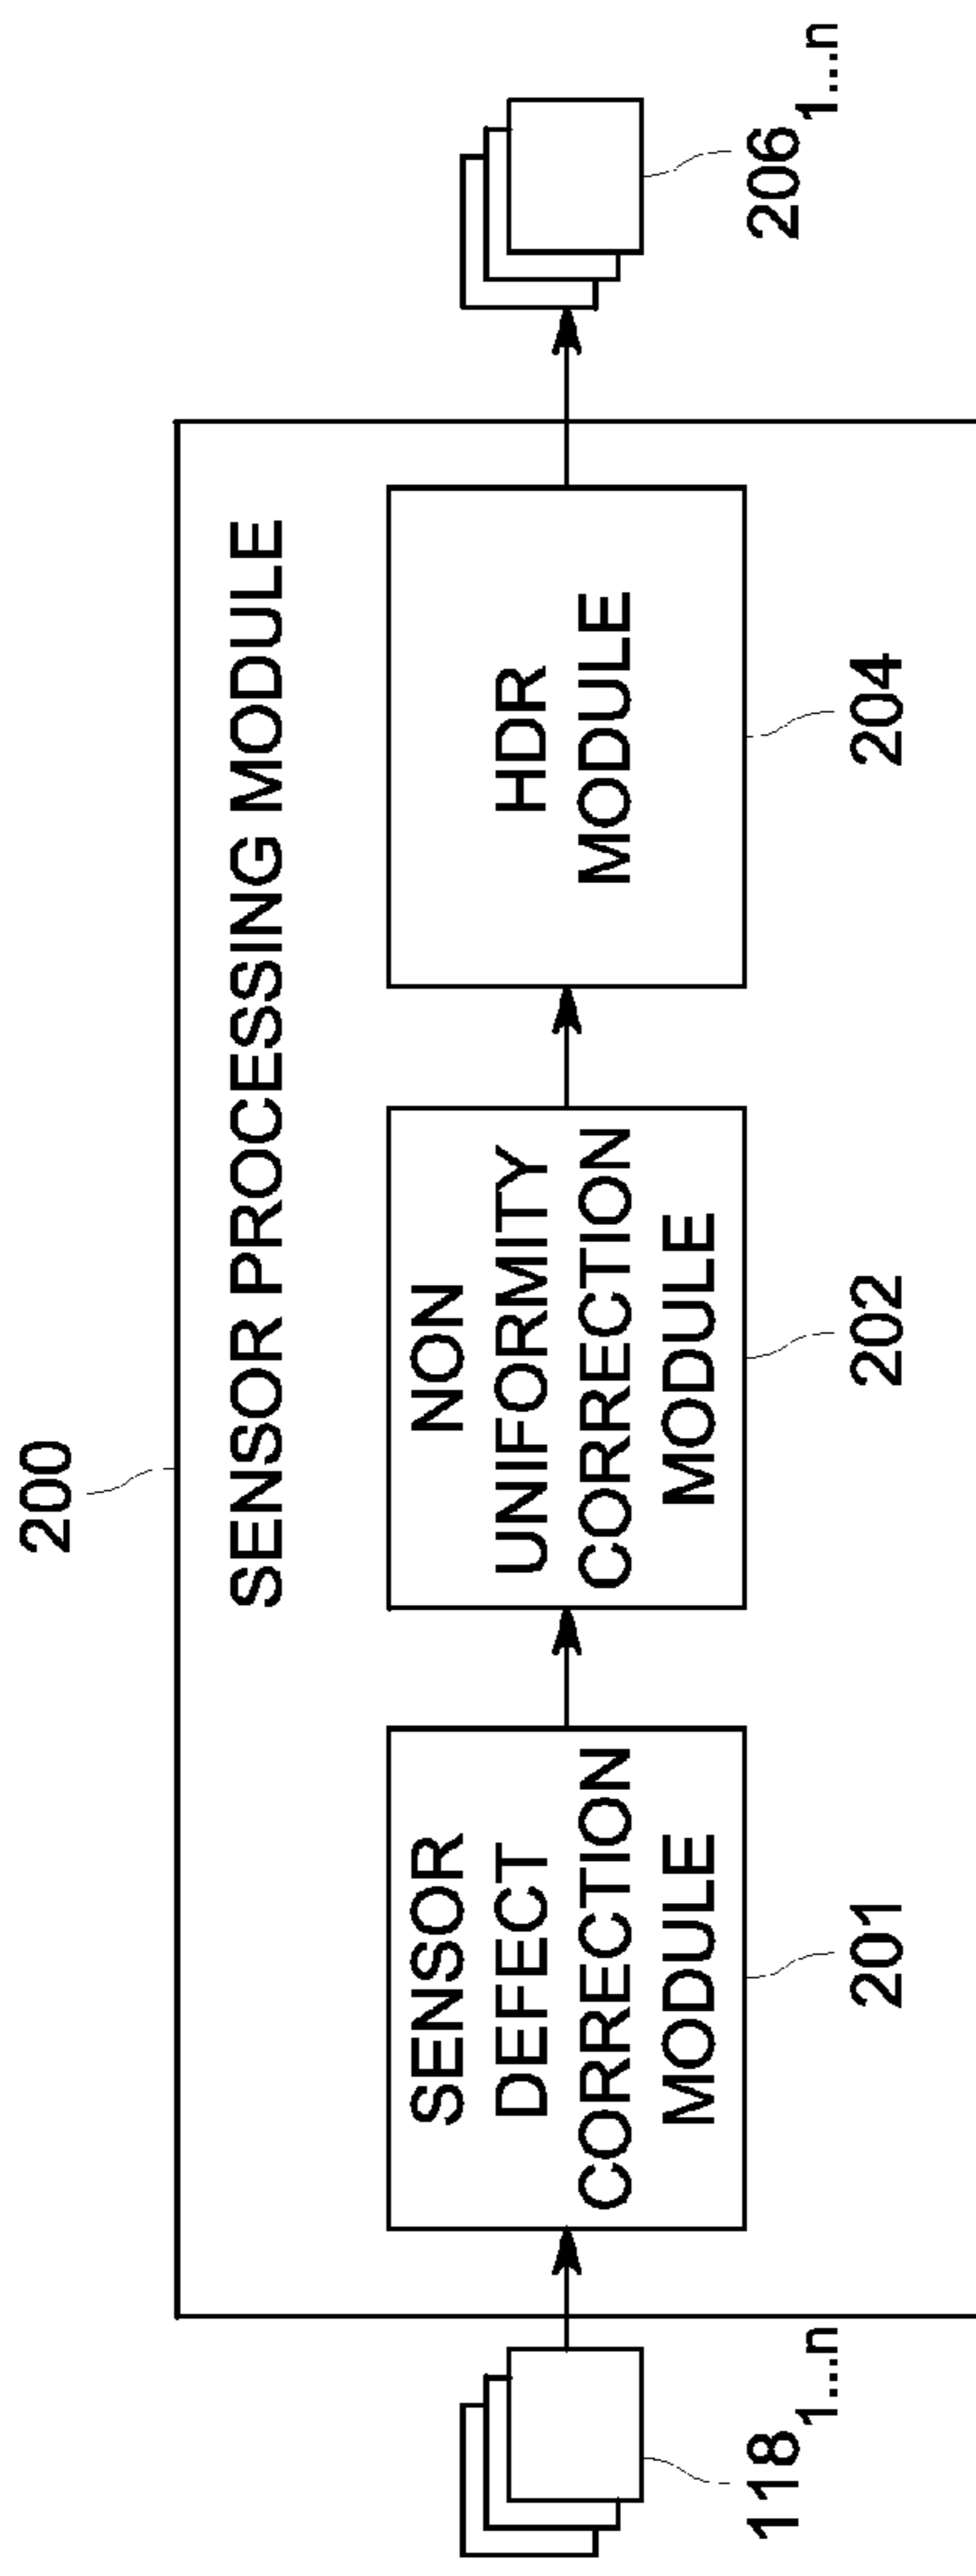 200
SENSOR PROCESSING MODULE
SENSOR
DEFECT
CORRECTION
MODULE
NON
UNIFORMITY
CORRECTION
MODULE
HDR
MODULE
118 1...n
201
202
204
206 1...n